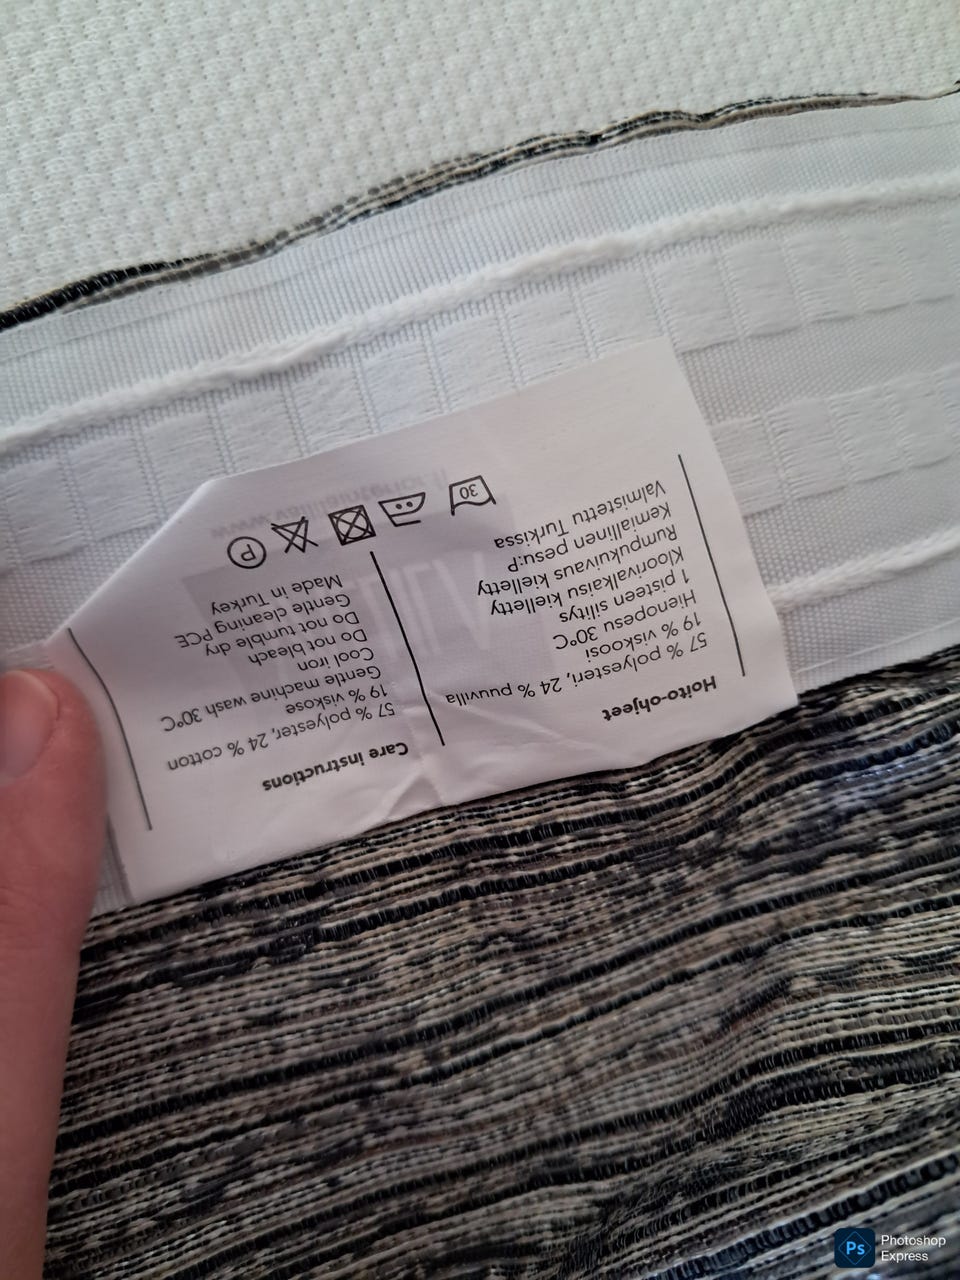 Hoito-ohjeet
57 % polyesteri, 24 % puuvilla
19 % viskoosi
Hienopesu 30°C
1 pisteen silitys
Kloorivalkaisu kielletty
Rumpukuivaus kielletty
Kemiallinen pesu:P
Valmistettu Turkissa
Care instructions
57 % polyester, 24 % cotton
19 % viskose
Gentle machine wash 30°C
Cool iron
Do not bleach
Do not tumble dry
Gentle cleaning PCE
Made in Turkey
30
P
Ps
Photoshop
Express